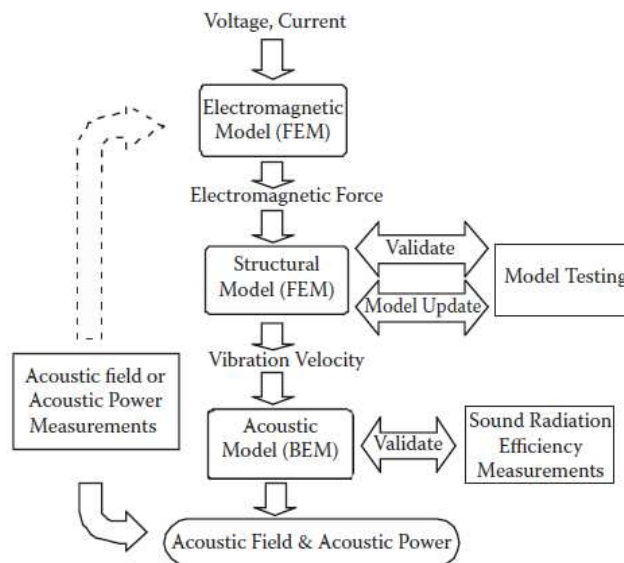 Voltage, Current
Electromagnetic
Model (FEM)
Electromagnetic Force
Structural
Model (FEM)
Validate
Model Update
Model Testing
Vibration Velocity
Acoustic field or
Acoustic Power
Measurements
Acoustic
Model (BEM)
Validate
Sound Radiation
Efficiency
Measurements
Acoustic Field & Acoustic Power